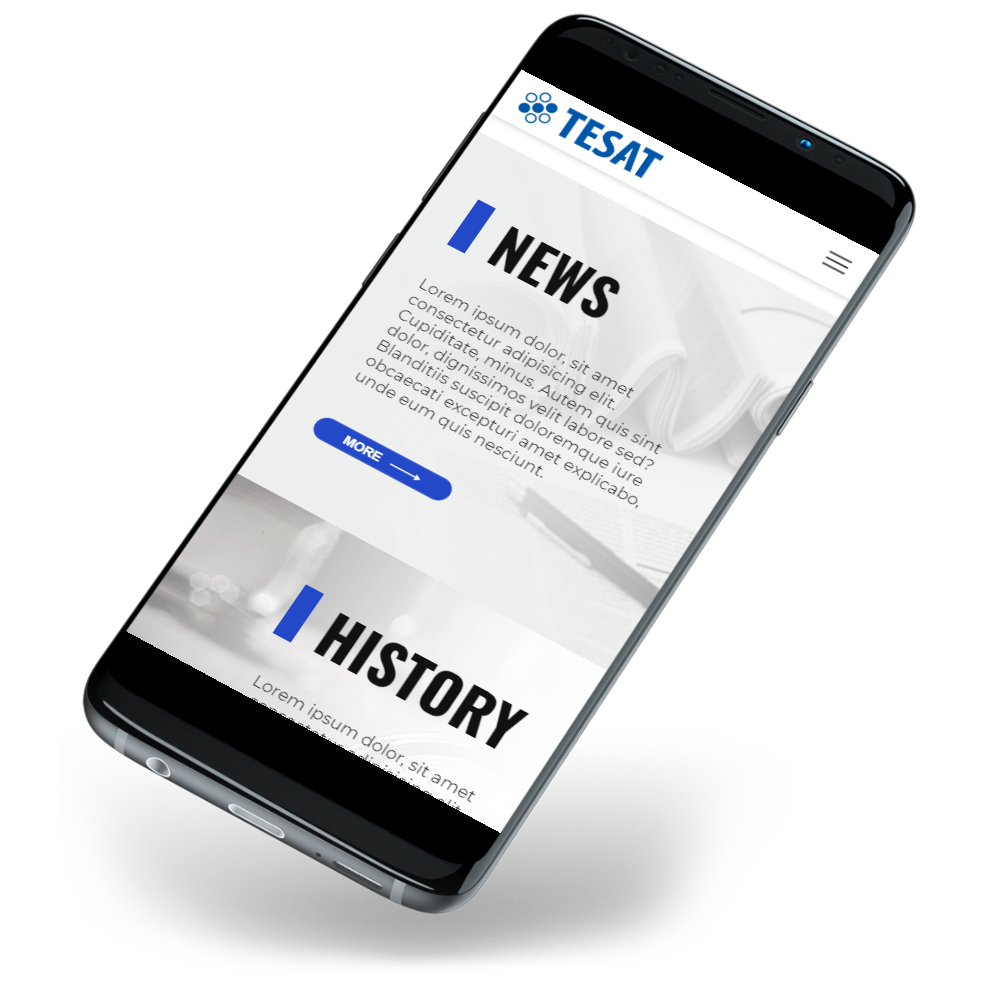 TESAT
NEWS
Lorem ipsum dolor, sit amet
consectetur adipisicing elit.
Cupiditate, minus. Autem quis sint
dolor, dignissimos velit labore sed?
Blanditiis suscipit doloremque iure
obcaecati excepturi amet explicabo,
unde eum quis nesciunt.
MORE
HISTORY
Lorem ipsum dolor, sit amet